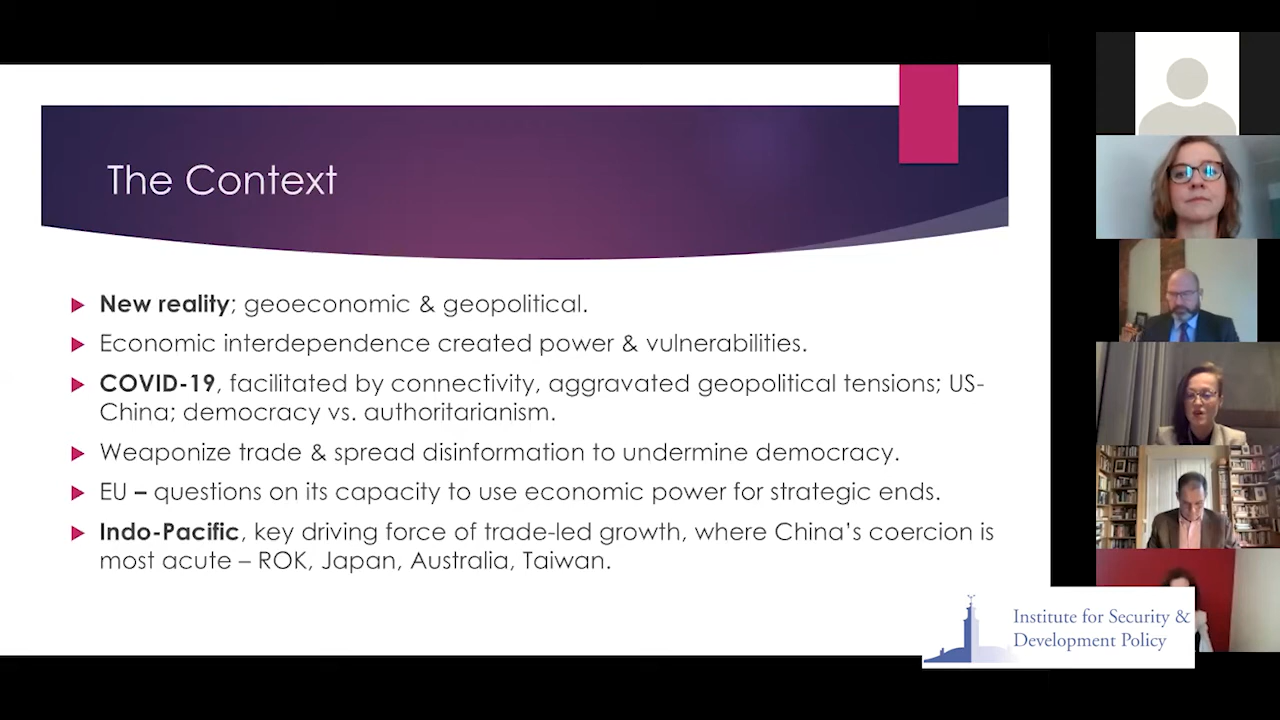 The Context
New reality; geoeconomic & geopolitical.
Economic interdependence created power & vulnerabilities.
COVID-19, facilitated by connectivity, aggravated geopolitical tensions; US-
China; democracy vs. authoritarianism.
Weaponize trade & spread disinformation to undermine democracy.
EU – questions on its capacity to use economic power for strategic ends.
Indo-Pacific, key driving force of trade-led growth, where China's coercion is
most acute – ROK, Japan, Australia, Taiwan.
Institute for Security &
Development Policy